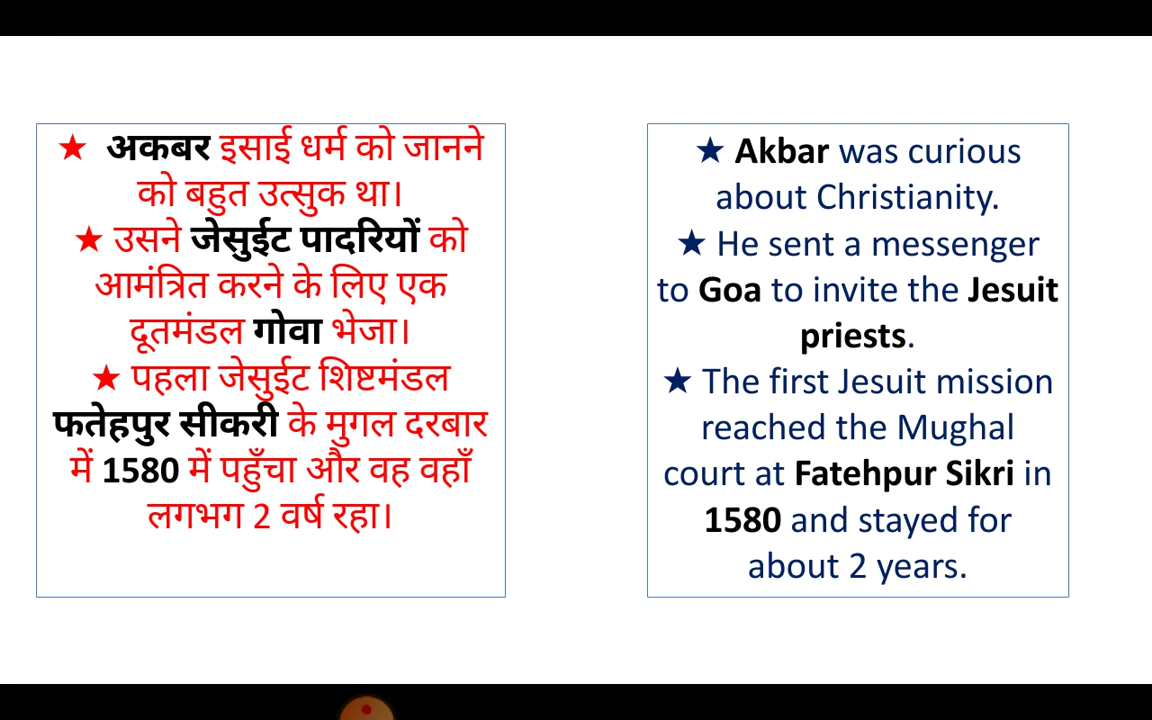 ★ अकबर इसाई धर्म को जानने
को बहुत उत्सुक था।
★ उसने जेसुईट पादरियों को
आमंत्रित करने के लिए एक
दूतमंडल गोवा भेजा।
★ पहला जेसुईट शिष्टमंडल
फतेहपुर सीकरी के मुगल दरबार
में 1580 में पहुँचा और वह वहाँ
लगभग 2 वर्ष रहा।
★ Akbar was curious
about Christianity.
★ He sent a messenger
to Goa to invite the Jesuit
priests.
★ The first Jesuit mission
reached the Mughal
court at Fatehpur Sikri in
1580 and stayed for
about 2 years.